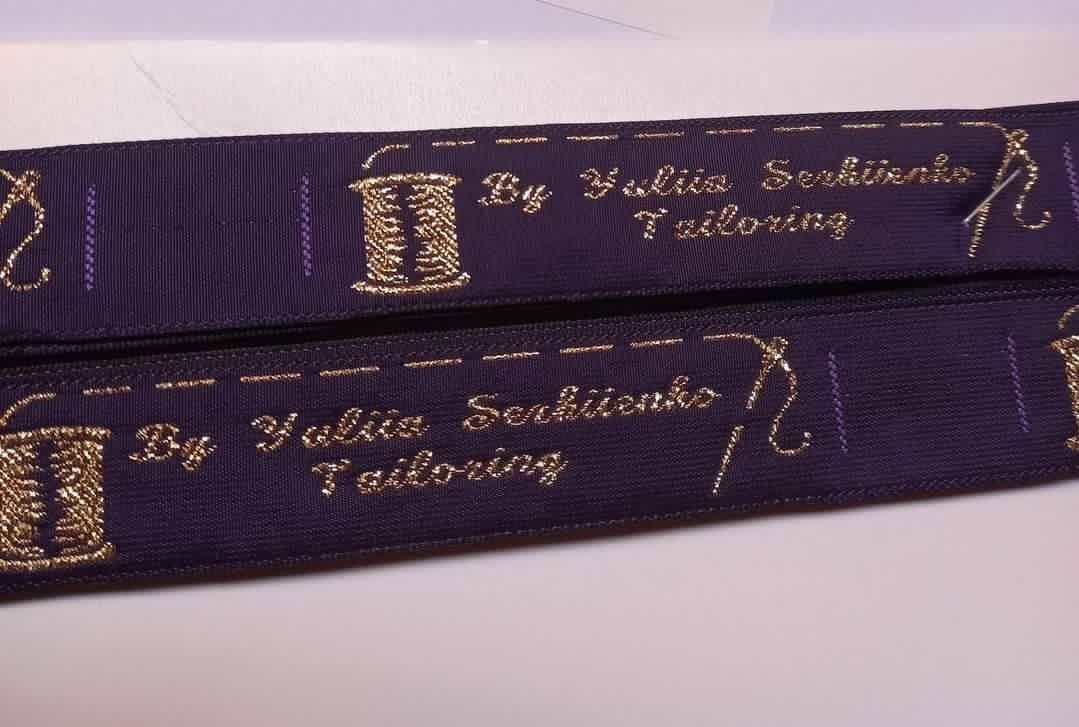 By Yuliia Serhiienko
Tailoring
By Yuliia Serhiienko
Tailoring